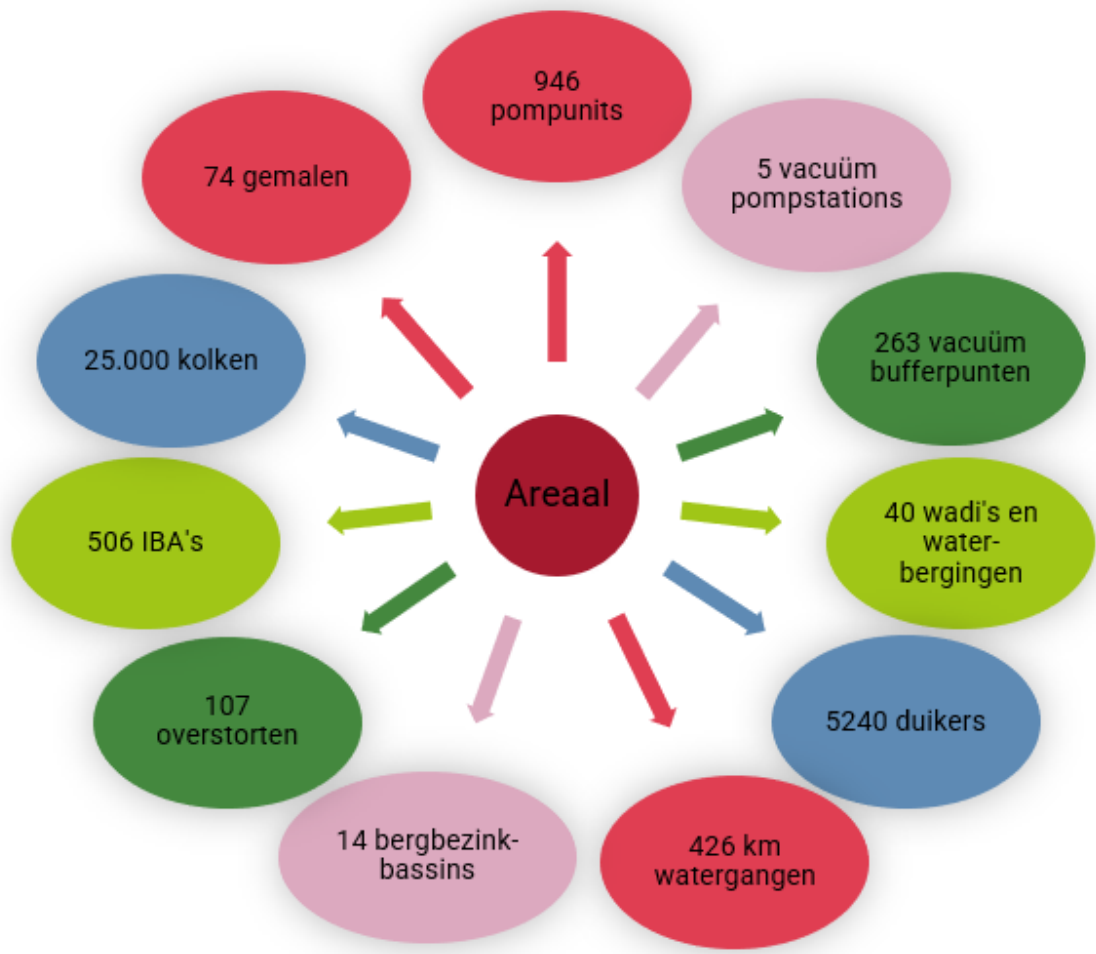 946
pompunits
5 vacuüm
pompstations
263 vacuüm
bufferpunten
40 wadi's en
water-
bergingen
5240 duikers
426 km
watergangen
14 bergbezink-
bassins
107
overstorten
506 IBA's
25.000 kolken
74 gemalen
Areaal